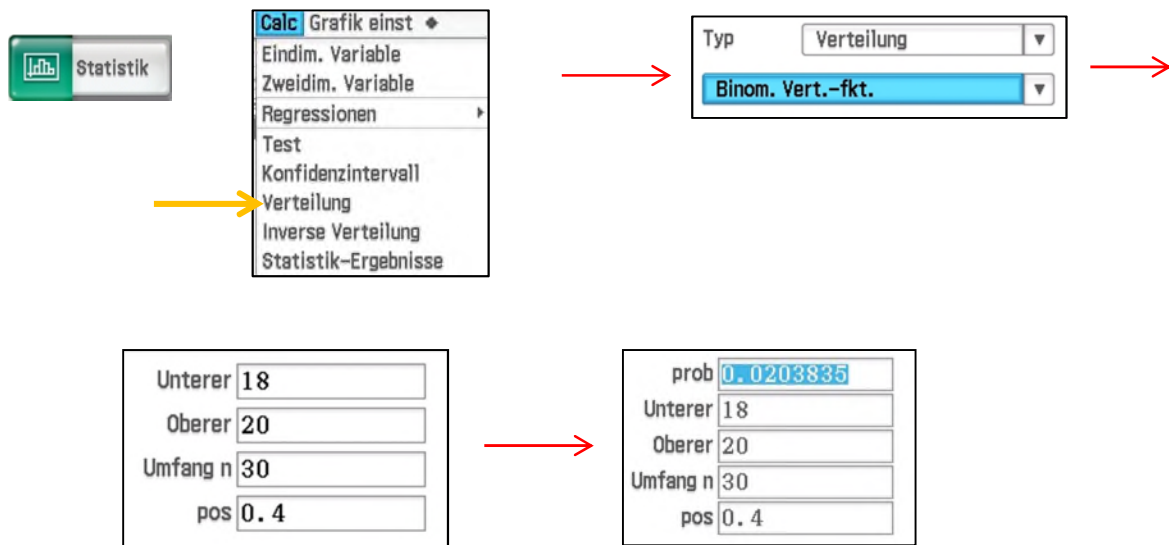 Statistik
Calc Grafik einst
Eindim. Variable
Zweidim. Variable
Regressionen
Test
Konfidenzintervall
Verteilung
Inverse Verteilung
Statistik-Ergebnisse
Typ Verteilung
Binom. Vert.-fkt.
Unterer 18
Oberer 20
Umfang n 30
pos 0.4
prob 0.0203835
Unterer 18
Oberer 20
Umfang n 30
pos 0.4